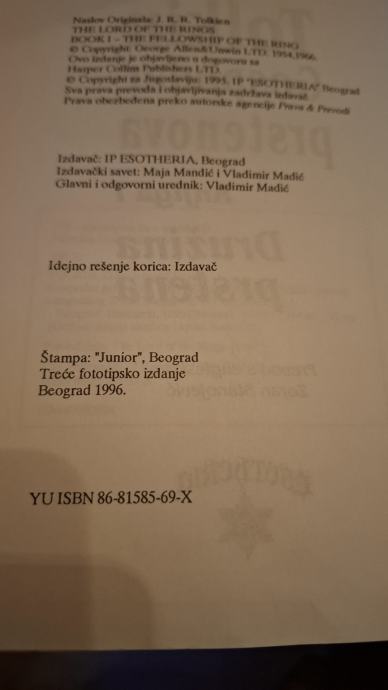 Naslov Originala: J. R. R. Tolkien
THE LORD OF THE RINGS
BOOK I – THE FELLOWSHIP OF THE RING
© Copyright: George Allen&Unwin LTD. 1954,1966.
Ovo izdanje je objavljeno u dogovoru sa
Harper Collins Publishers LTD.
© Copyright za Jugoslaviju: 1995. IP "ESOTHERIA" Beograd
Sva prava prevoda i objavljivanja zadržava izdavač
Prava obezbeđena preko autorske agencije Prava & Prevodi
Izdavač: IP ESOTHERIA, Beograd
Izdavački savet: Maja Mandić i Vladimir Madić
Glavni i odgovorni urednik: Vladimir Madić
Idejno rešenje korica: Izdavač
Štampa: "Junior", Beograd
Treće fototipsko izdanje
Beograd 1996.
YU ISBN 86-81585-69-X